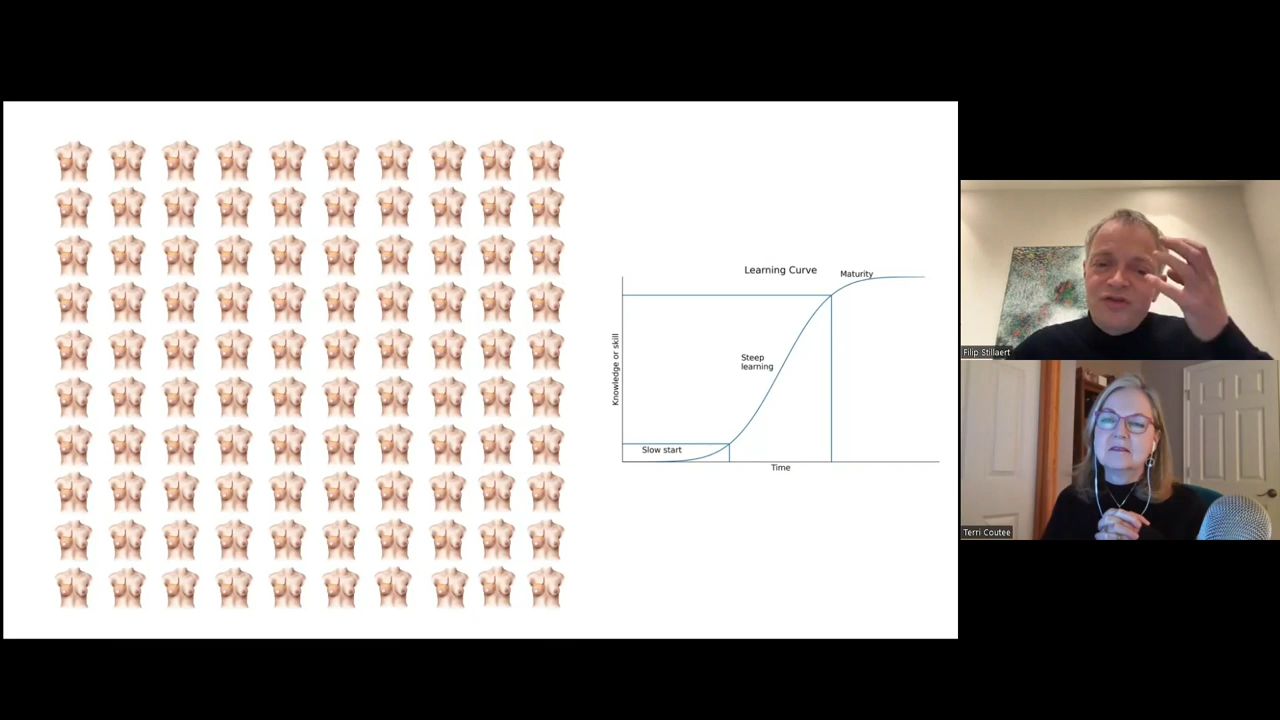 Learning Curve
Maturity
Knowledge or skill
Steep
learning
Slow start
Time
Filip Stillaert
Terri Coutee